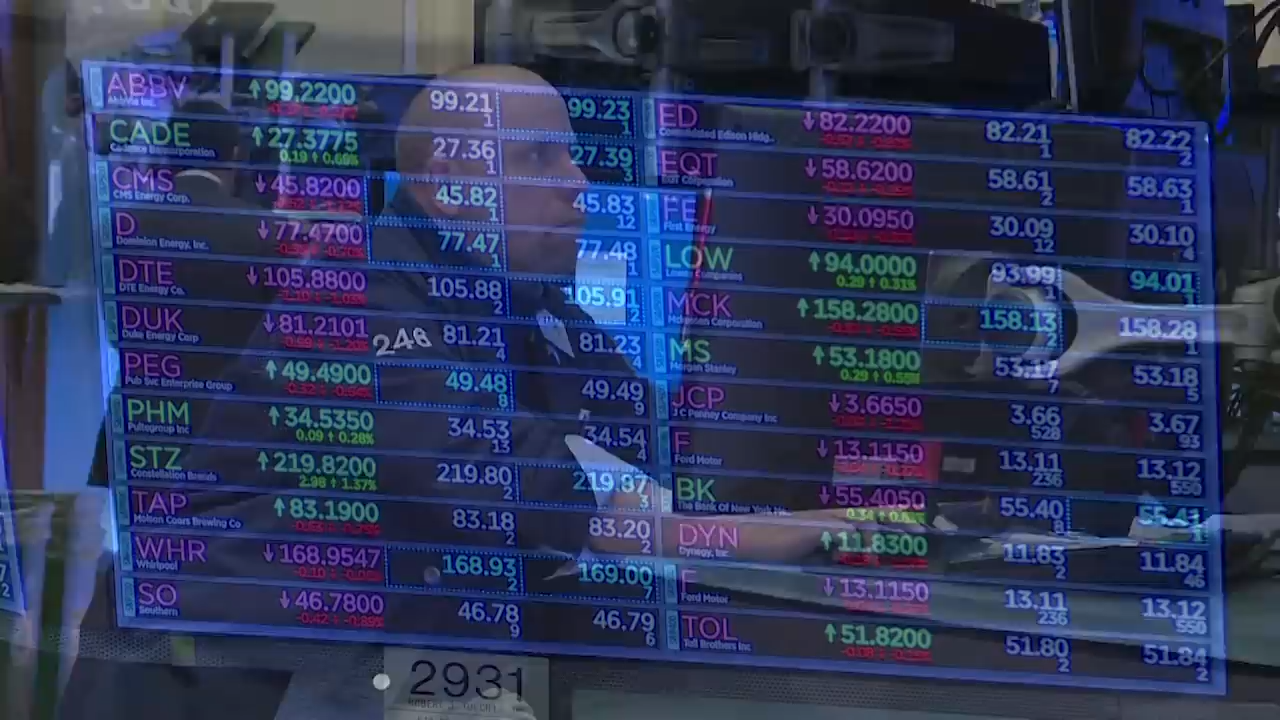 ABBV ↑99.2200 99.21 99.23
AbbVie Inc. 1 1
CADE ↑27.3775 27.36 27.39
Cadence Bancorporation 0.19 ↑ 0.69% 1 3
CMS ↓45.8200 45.82 45.83
CMS Energy Corp. 1 12
D ↓77.4700 77.47 77.48
Dominion Energy, Inc. 1 1
DTE ↓105.8800 105.88 105.91
DTE Energy Co. 2 1
DUK ↓81.2101 81.21 81.23
Duke Energy Corp 4 4
PEG ↑49.4900 49.48 49.49
Pub Svc Enterprise Group 8 9
PHM ↑34.5350 34.53 34.54
Pultegroup Inc 0.09 ↑ 0.28% 13 4
STZ ↑219.8200 219.80 219.87
Constellation Brands 2.98 ↑ 1.37% 2 3
TAP ↑83.1900 83.18 83.20
Molson Coors Brewing Co 2 2
WHR ↓168.9547 168.93 169.00
Whirlpool 2 7
SO ↓46.7800 46.78 46.79
Southern -0.42 ↓ -0.89% 9 6
ED ↓82.2200 82.21 82.22
Consolidated Edison Hldg. 1 2
EQT ↓58.6200 58.61 58.63
EQT Corporation 2 1
FE ↓30.0950 30.09 30.10
First Energy 12 4
LOW ↑94.0000 93.99 94.01
Lowe's Companies 0.29 ↑ 0.31% 1 1
MCK ↑158.2800 158.13 158.28
Mckesson Corporation 2 1
MS ↑53.1800 53.17 53.18
Morgan Stanley 7 5
JCP ↓3.6650 3.66 3.67
J C Penney Company Inc 528 93
F ↓13.1150 13.11 13.12
Ford Motor 236 550
BK ↓55.4050 55.40 55.41
The Bank Of New York 8 1
DYN ↑11.8300 11.83 11.84
Dynegy, Inc. 2 46
F ↓13.1150 13.11 13.12
Ford Motor 236 550
TOL ↑51.8200 51.80 51.84
Toll Brothers Inc 2 2
246
2931